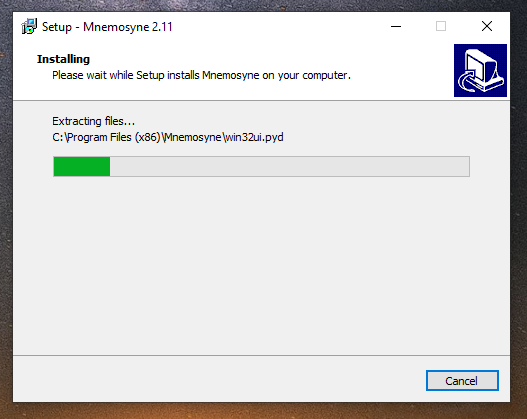 Setup - Mnemosyne 2.11
Installing
Please wait while Setup installs Mnemosyne on your computer.
Extracting files...
C:\Program Files (x86)\Mnemosyne\win32ui.pyd
Cancel